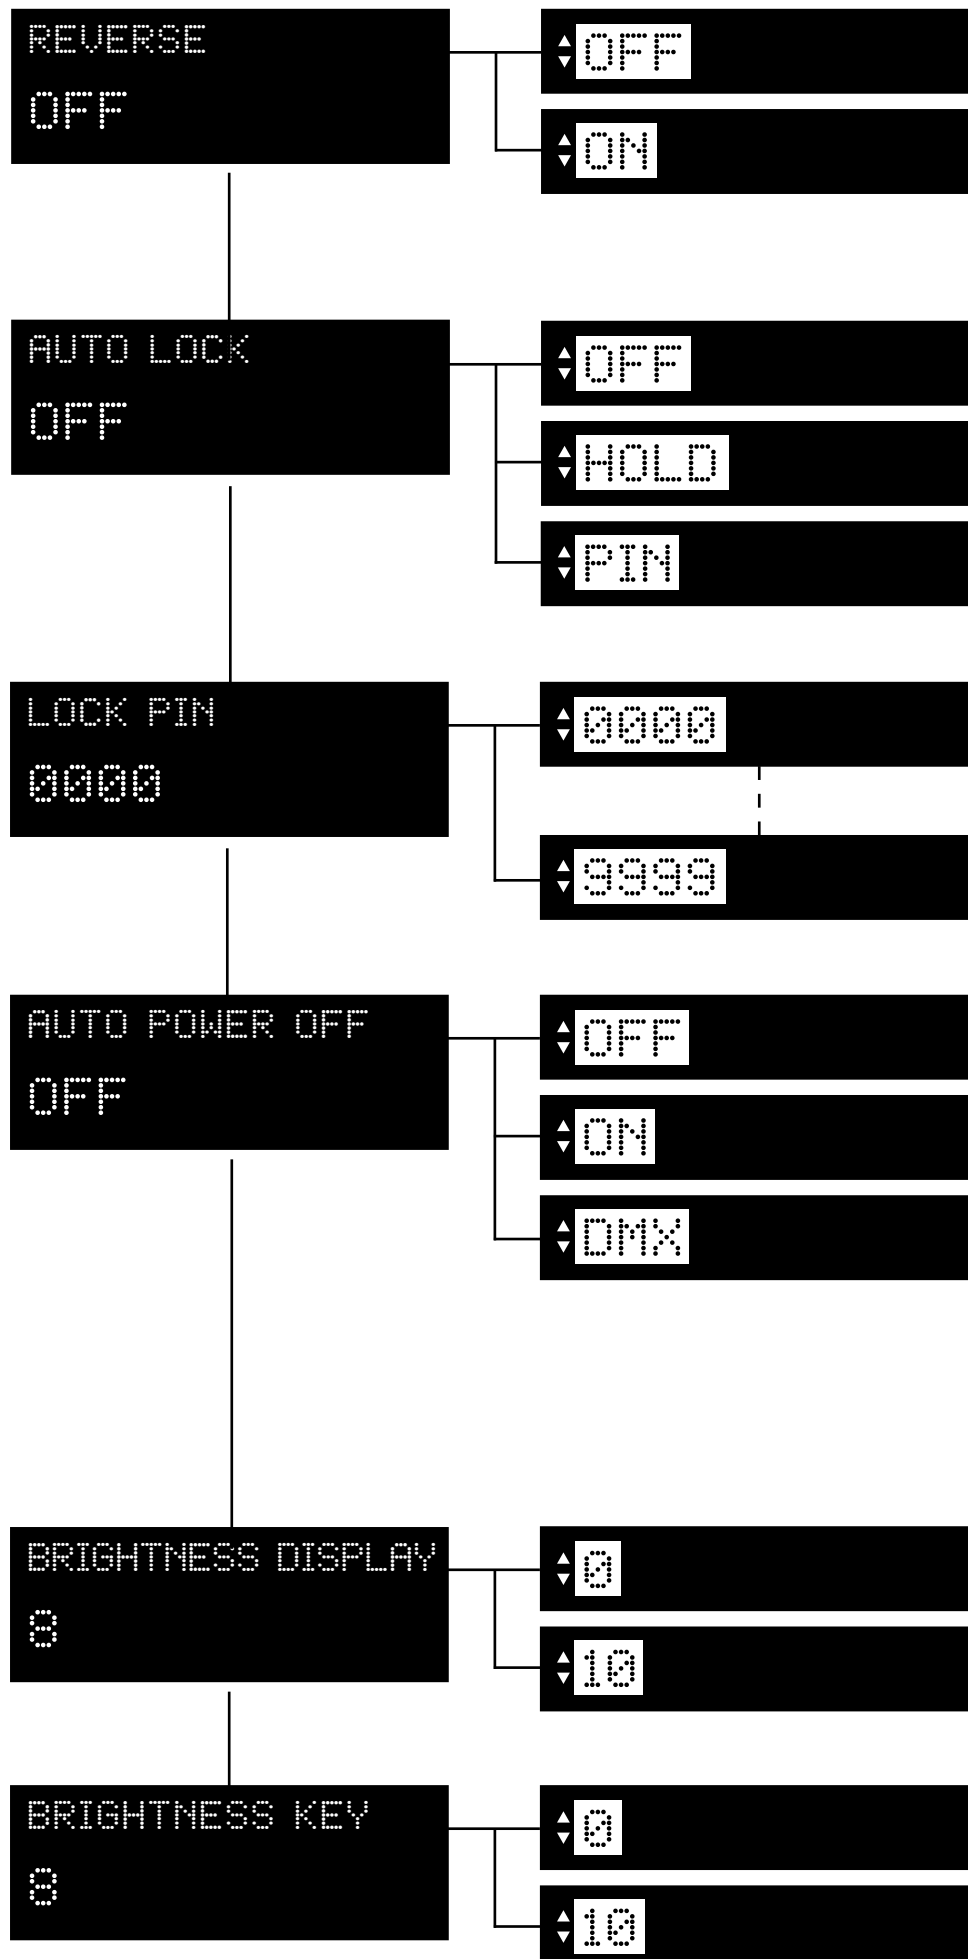 REVERSE
OFF
OFF
ON
AUTO LOCK
OFF
OFF
HOLD
PIN
LOCK PIN
0000
0000
9999
AUTO POWER OFF
OFF
OFF
ON
DMX
BRIGHTNESS DISPLAY
8
0
10
BRIGHTNESS KEY
8
0
10